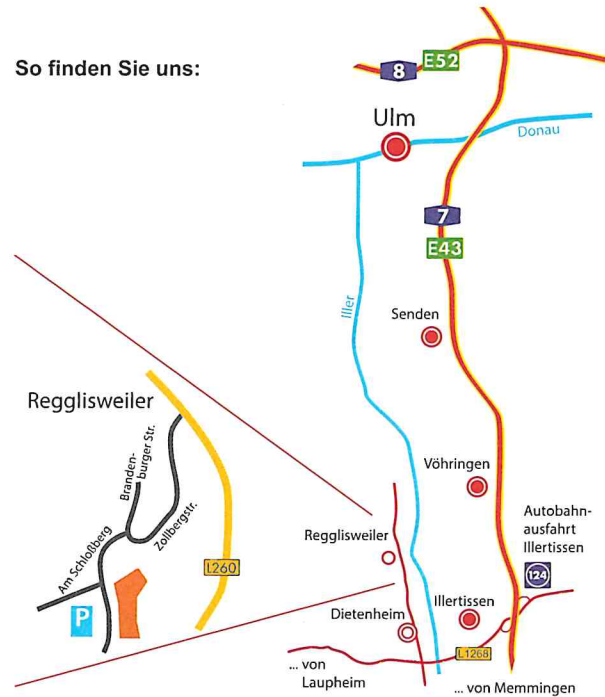 So finden Sie uns:
8
E52
Ulm
Donau
7
E43
Iller
Senden
Regglisweiler
Branden-
burger Str.
Zollbergstr.
Am Schloßberg
L260
P
Vöhringen
Autobahn-
ausfahrt
Illertissen
124
Regglisweiler
Dietenheim
Illertissen
L1268
... von
Laupheim
... von Memmingen